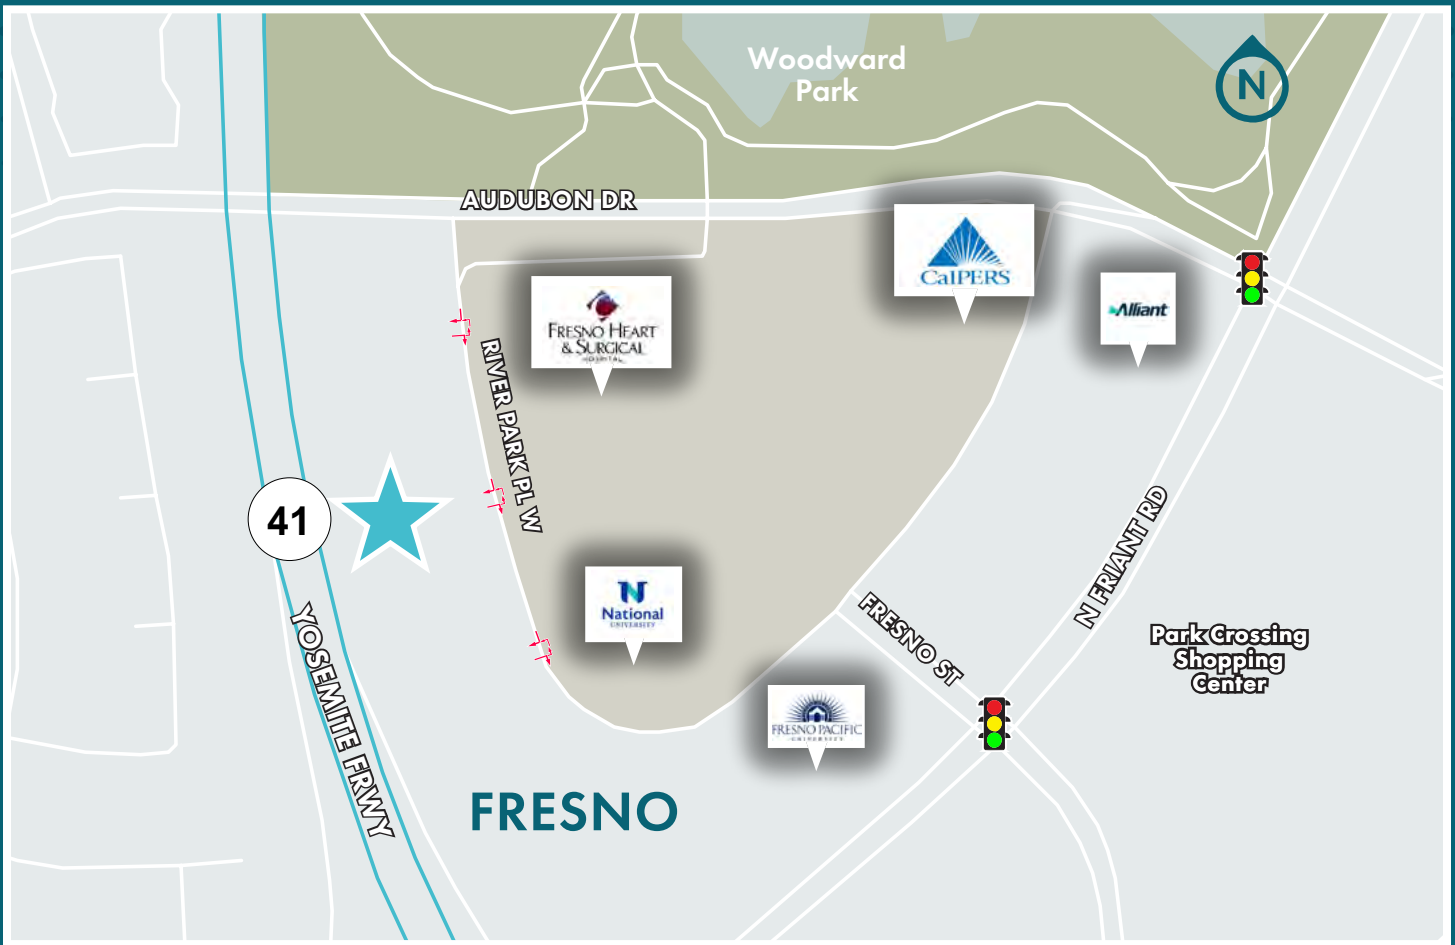 Woodward
Park
N
AUDUBON DR
CalPERS
Alliant
FRESNO HEART
& SURGICAL
HOSPITAL
RIVER PARK PL W
41
N FRIANT RD
N
National
UNIVERSITY
FRESNO ST
YOSEMITE FRWY
Park Crossing
Shopping
Center
FRESNO PACIFIC
UNIVERSITY
FRESNO